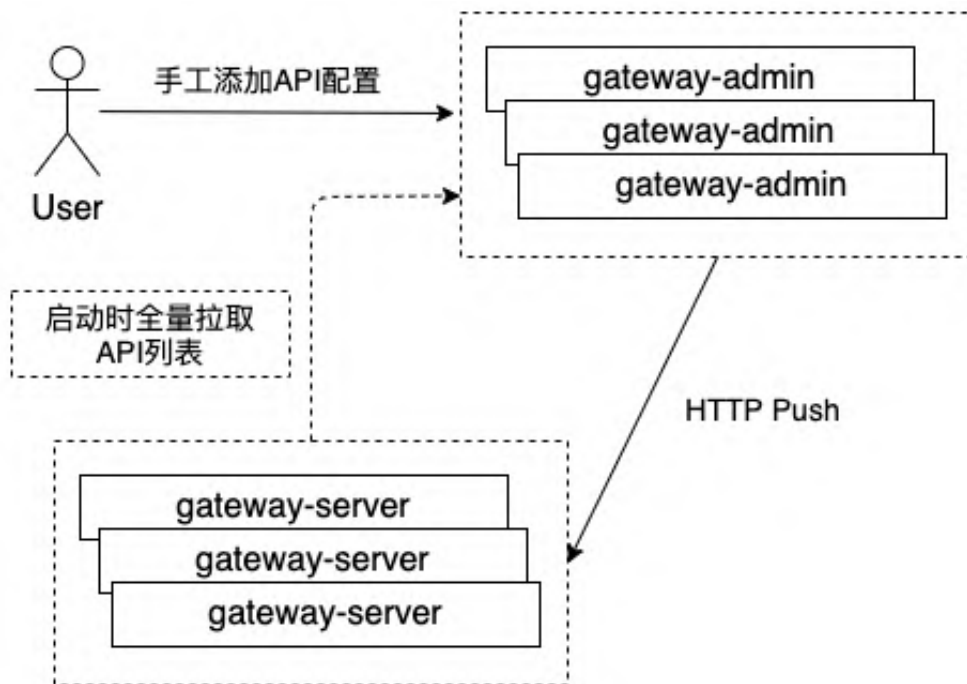 手工添加API配置
gateway-admin
gateway-admin
gateway-admin
User
启动时全量拉取
API列表
HTTP Push
gateway-server
gateway-server
gateway-server